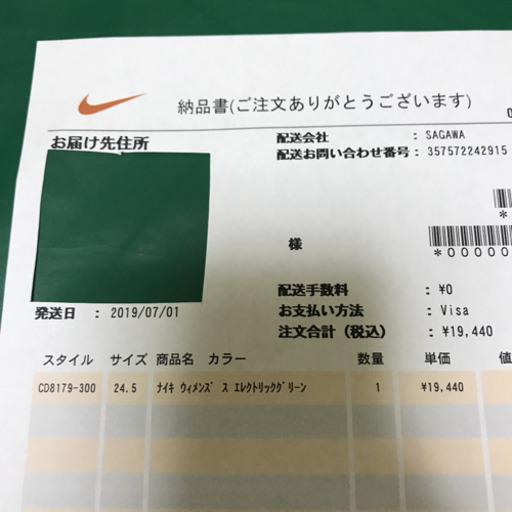 納品書(ご注文ありがとうございます)
お届け先住所
配送会社 : SAGAWA
配送お問い合わせ番号 : 357572242915
様
*00000
配送手数料 : ¥0
発送日 : 2019/07/01
お支払い方法 : Visa
注文合計 (税込) : ¥19,440
スタイル サイズ 商品名 カラー 数量 単価 値
CD8179-300 24.5 ﾅｲｷ ｳｨﾒﾝｽﾞ ｽ ｴﾚｸﾄﾘｯｸｸﾞﾘｰﾝ 1 ¥19,440